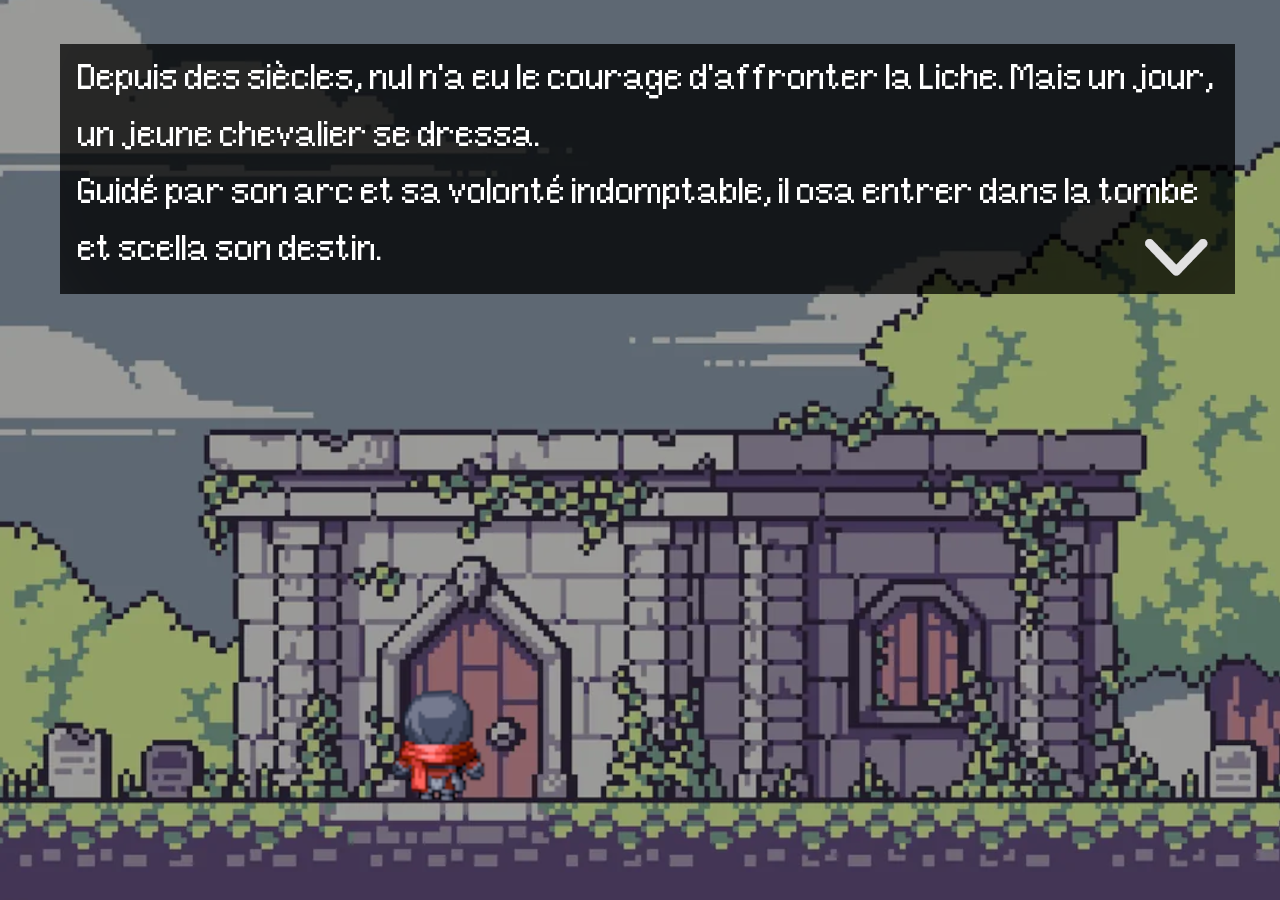 Depuis des siècles, nul n'a eu le courage d'affronter la Liche. Mais un jour,
un jeune chevalier se dressa.
Guidé par son arc et sa volonté indomptable, il osa entrer dans la tombe
et scella son destin.